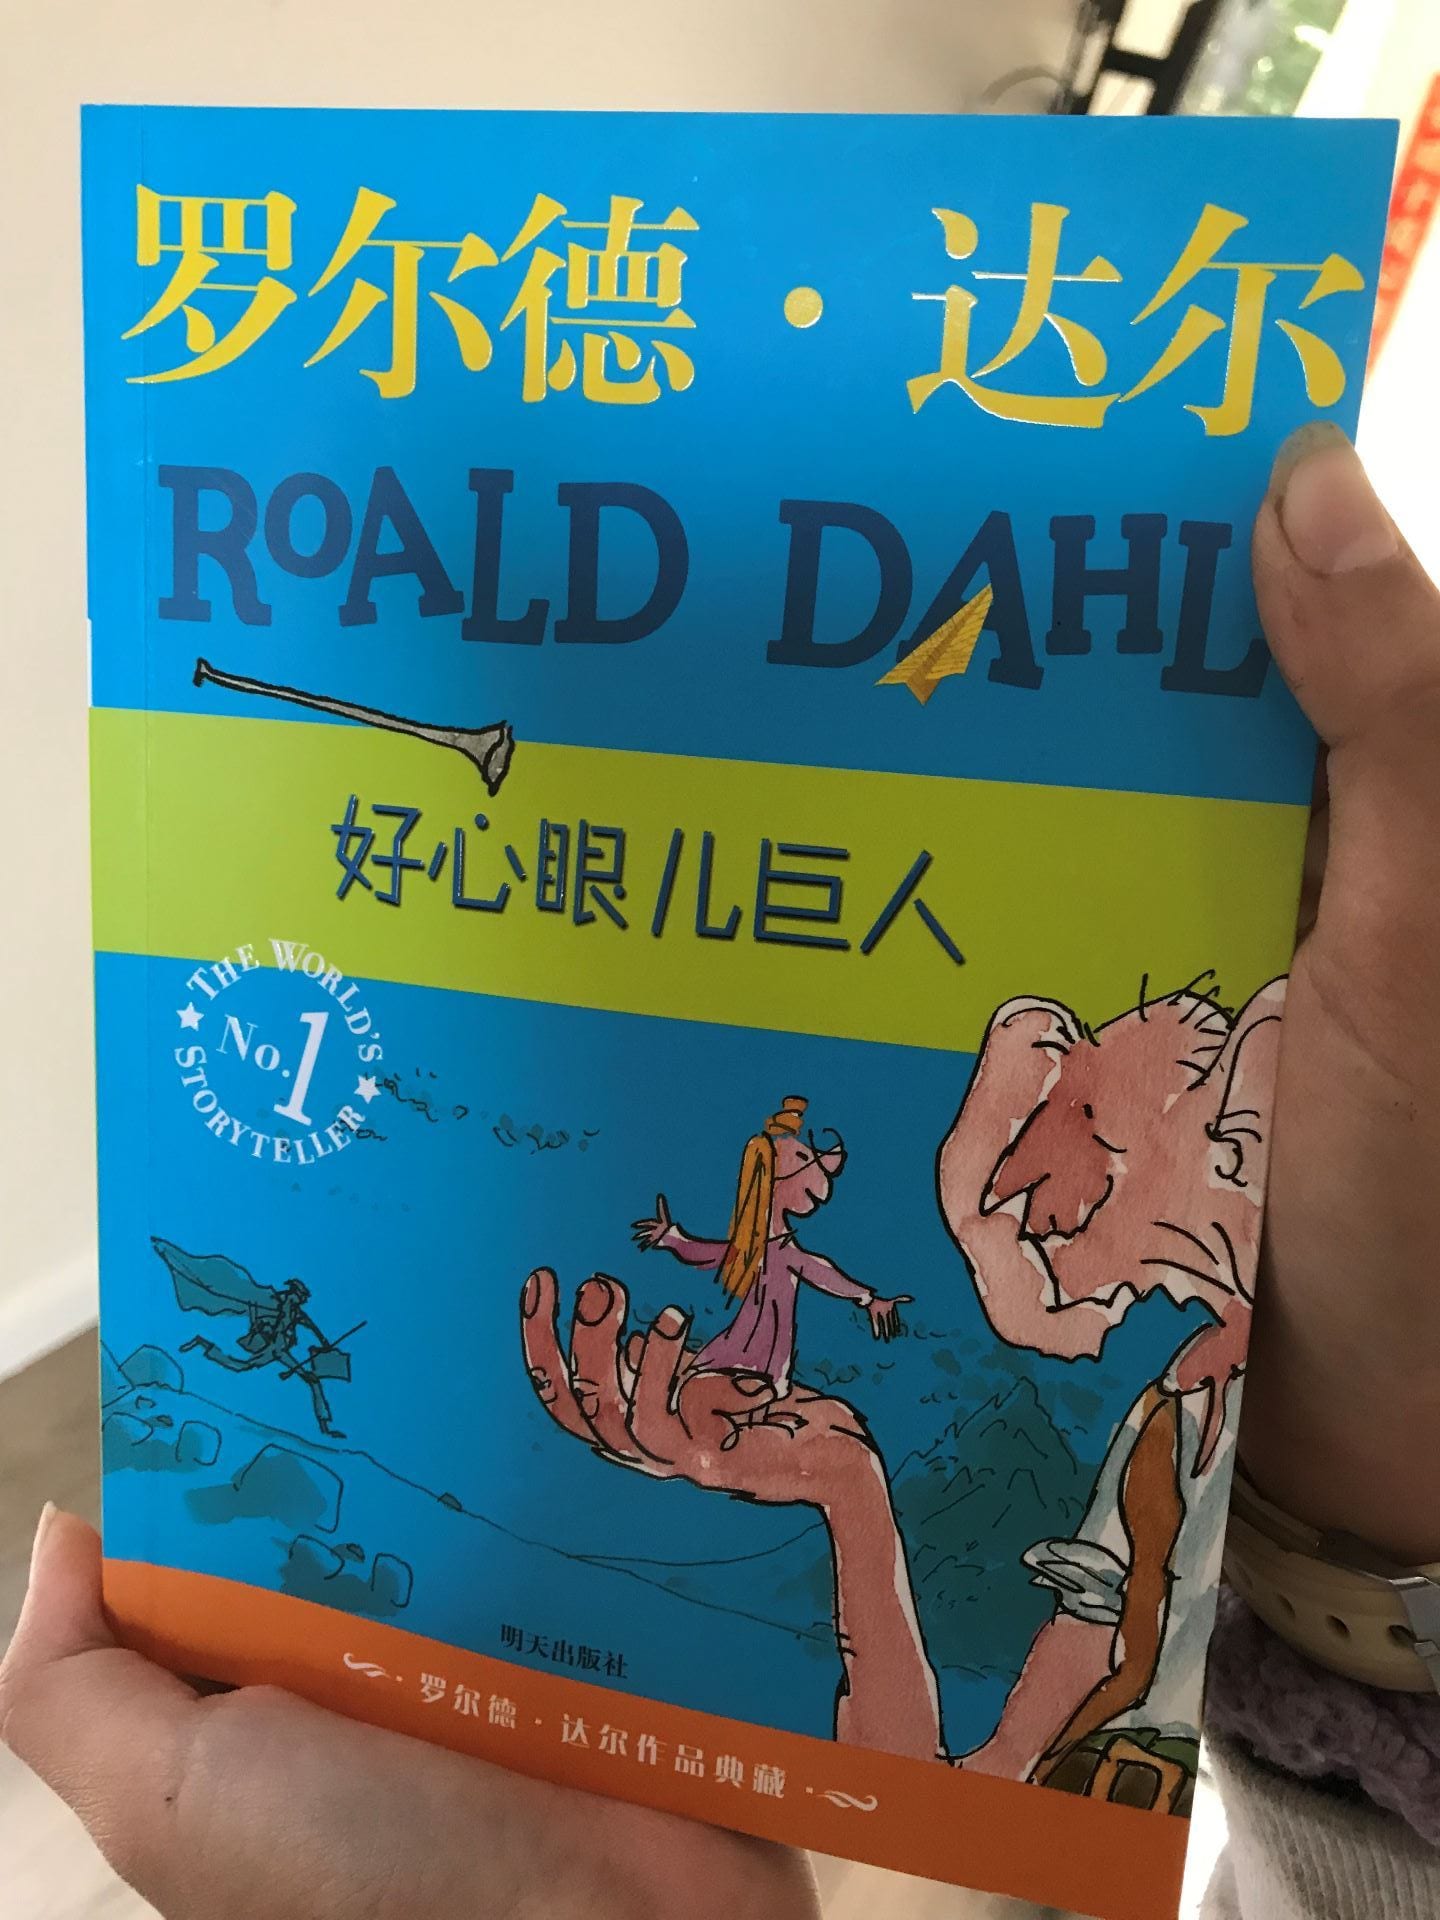 罗尔德·达尔
ROALD DAHL
好心眼儿巨人
THE WORLD'S
No.1
STORYTELLER
明天出版社
·罗尔德·达尔作品典藏·